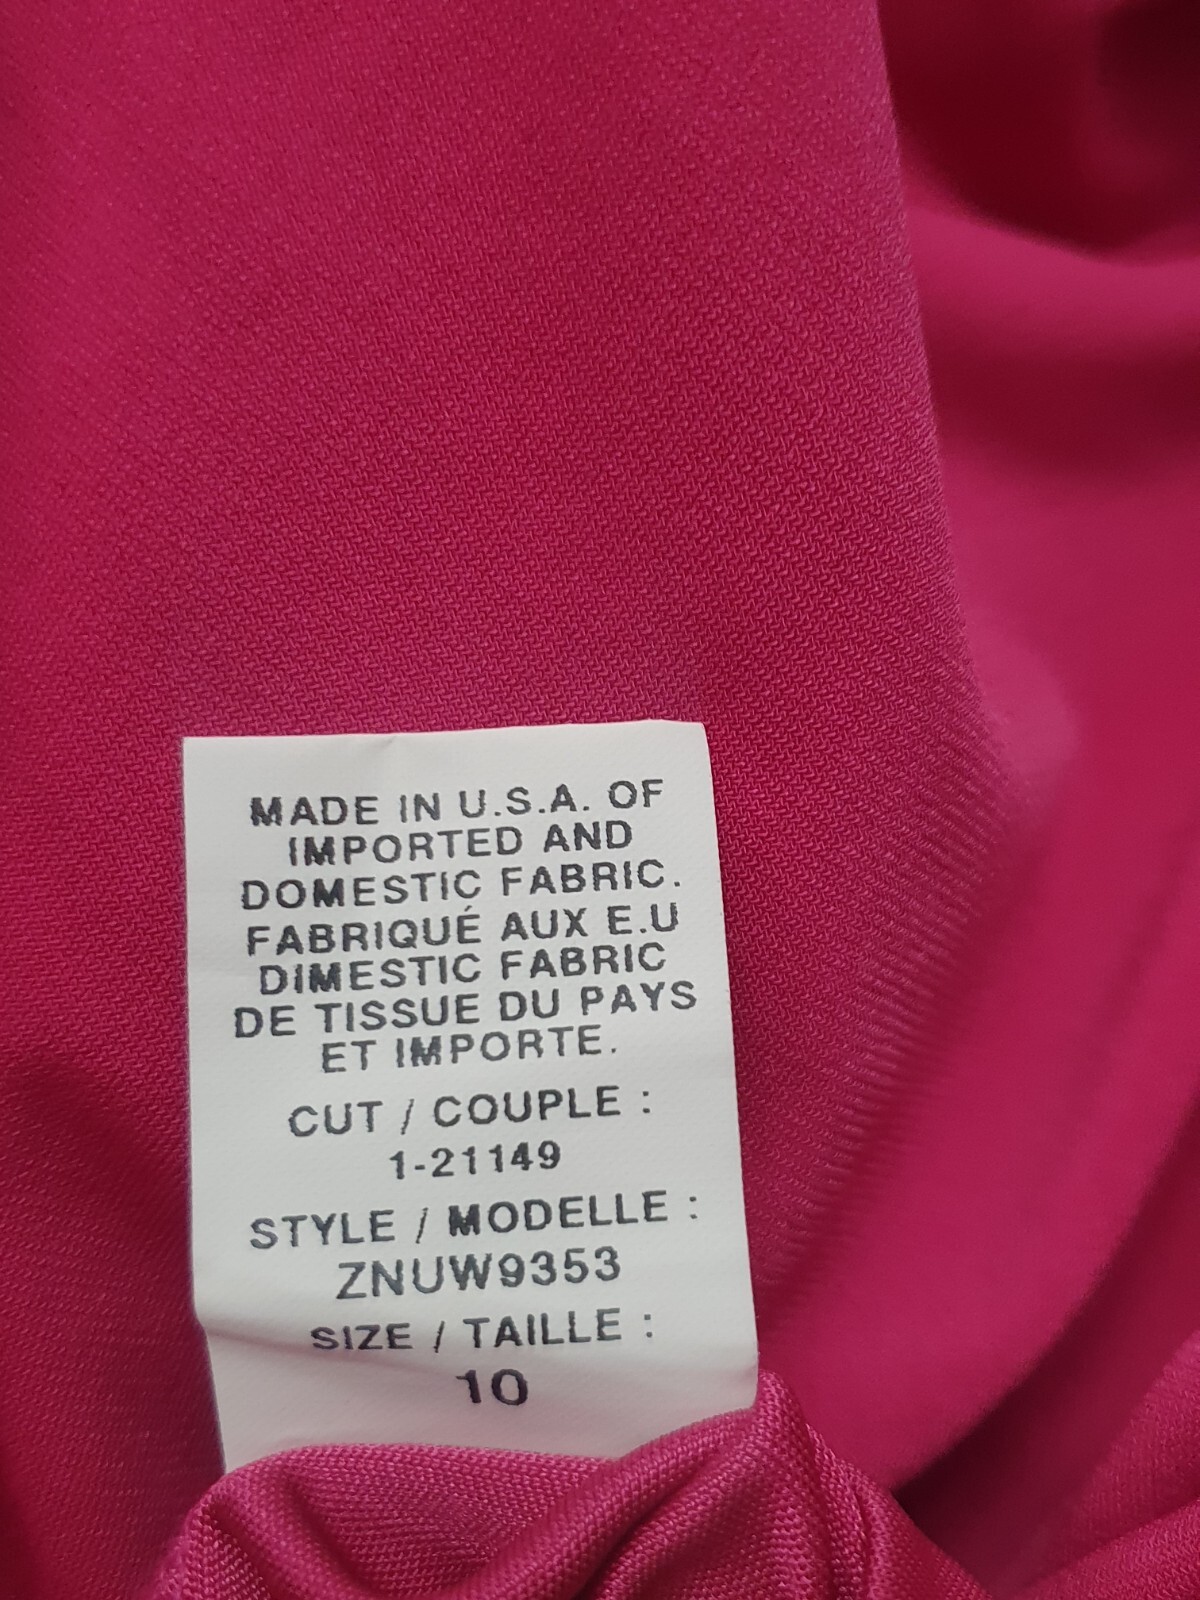 MADE IN U.S.A. OF
IMPORTED AND
DOMESTIC FABRIC.
FABRIQUÉ AUX E.U
DIMESTIC FABRIC
DE TISSUE DU PAYS
ET IMPORTE.
CUT / COUPLE :
1-21149
STYLE / MODELLE :
ZNUW9353
SIZE / TAILLE :
10